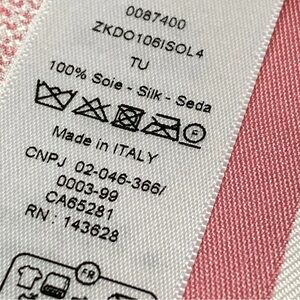 0087400
ZKDO106ISOL4
TU
100% Soie - Silk - Seda
F
Made in ITALY
CNPJ 02-046-366/
0003-99
CA65281
RN : 143628
FR